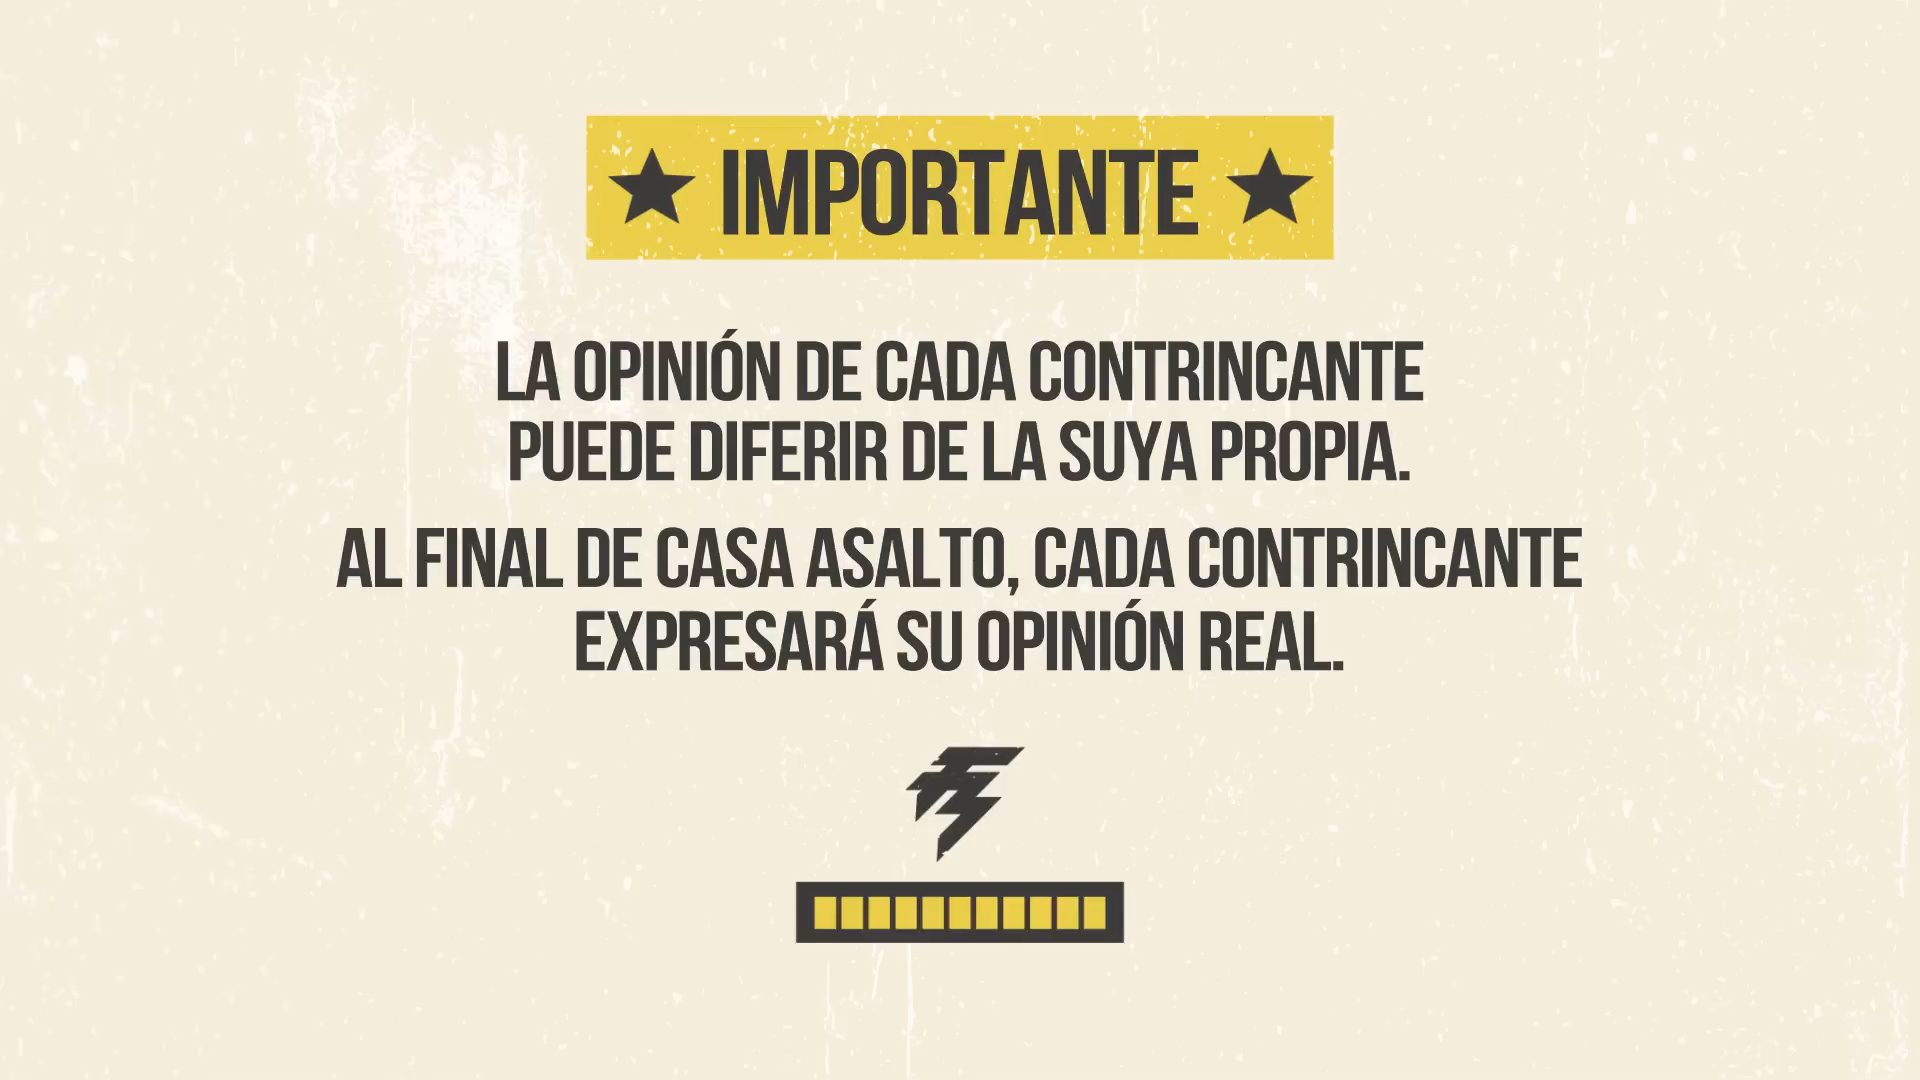 IMPORTANTE
LA OPINIÓN DE CADA CONTRINCANTE
PUEDE DIFERIR DE LA SUYA PROPIA.
AL FINAL DE CASA ASALTO, CADA CONTRINCANTE
EXPRESARÁ SU OPINIÓN REAL.